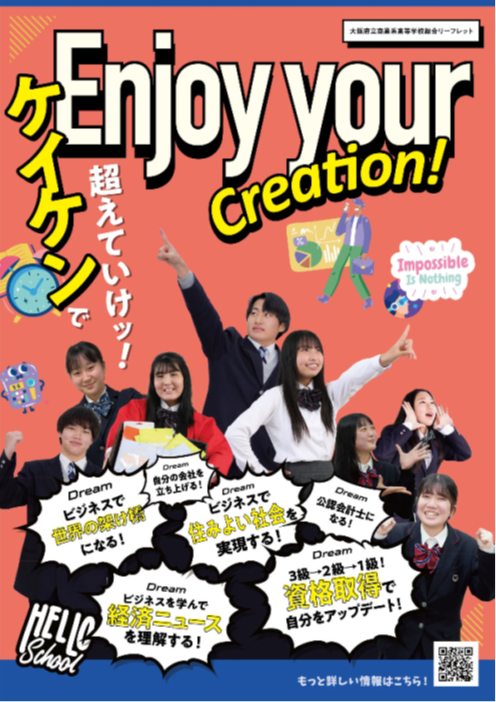 大阪府立商業系高等学校総合リーフレット
Enjoy your
Creation!
ケイケンで
超えていけッ！
Impossible
Is Nothing
Dream
自分の会社を
立ち上げる！
Dream
ビジネスで
世界の架け橋
になる！
Dream
ビジネスで
住みよい社会を
実現する！
Dream
公認会計士に
なる！
Dream
ビジネスを学んで
経済ニュース
を理解する！
Dream
3級→2級→1級！
資格取得で
自分をアップデート！
HELLO
School
もっと詳しい情報はこちら！